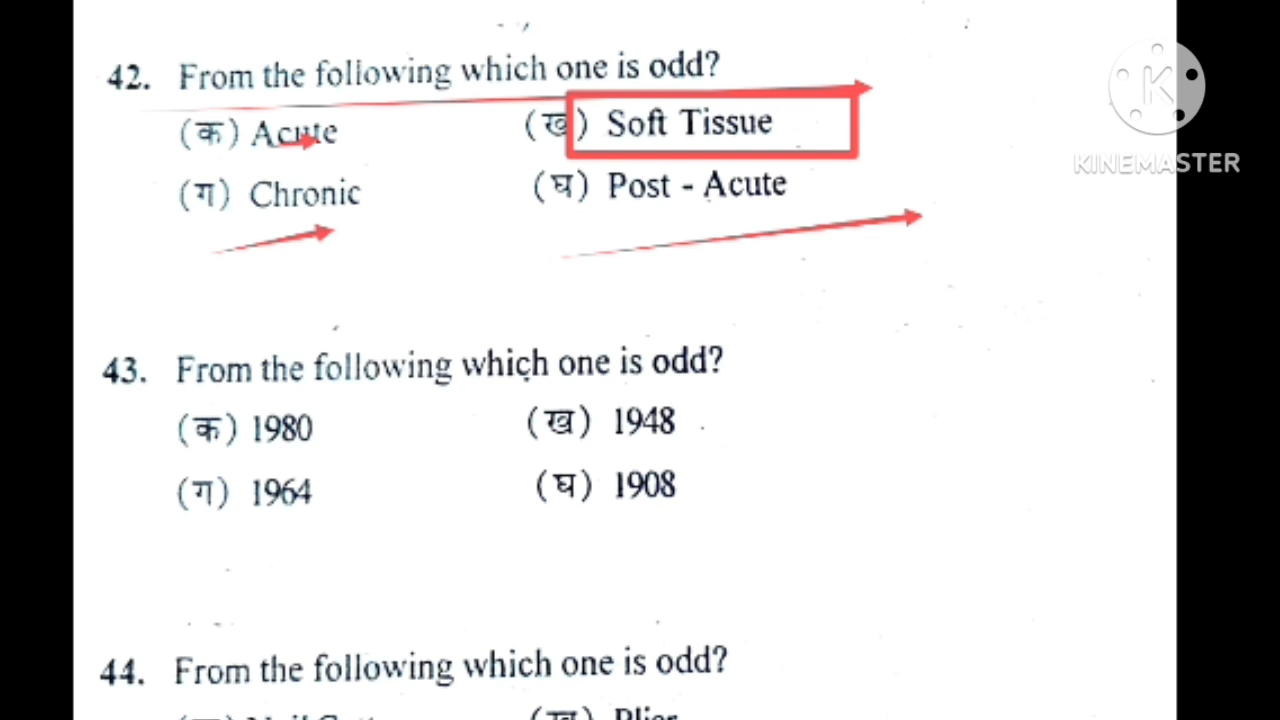 42. From the following which one is odd?
(क) Acute (ख) Soft Tissue
(ग) Chronic (घ) Post - Acute
43. From the following which one is odd?
(क) 1980 (ख) 1948
(ग) 1964 (घ) 1908
44. From the following which one is odd?
(ख) Plier
K
KINEMASTER